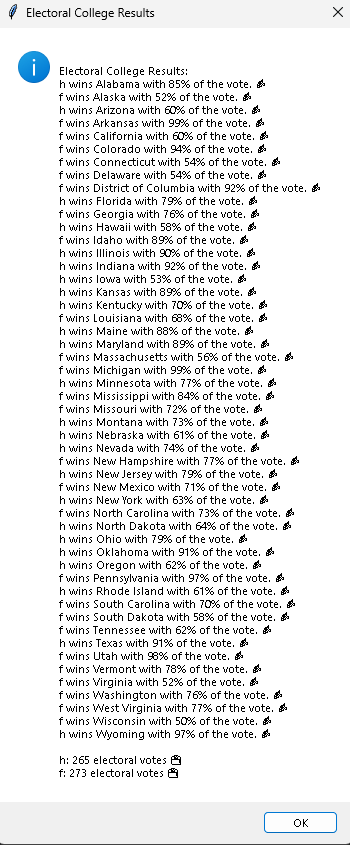 Electoral College Results
Electoral College Results:
h wins Alabama with 85% of the vote. 🗳
f wins Alaska with 52% of the vote. 🗳
h wins Arizona with 60% of the vote. 🗳
f wins Arkansas with 99% of the vote. 🗳
f wins California with 60% of the vote. 🗳
f wins Colorado with 94% of the vote. 🗳
f wins Connecticut with 54% of the vote. 🗳
f wins Delaware with 54% of the vote. 🗳
f wins District of Columbia with 92% of the vote. 🗳
h wins Florida with 79% of the vote. 🗳
f wins Georgia with 76% of the vote. 🗳
h wins Hawaii with 58% of the vote. 🗳
f wins Idaho with 89% of the vote. 🗳
h wins Illinois with 90% of the vote. 🗳
h wins Indiana with 92% of the vote. 🗳
h wins Iowa with 53% of the vote. 🗳
h wins Kansas with 89% of the vote. 🗳
h wins Kentucky with 70% of the vote. 🗳
f wins Louisiana with 68% of the vote. 🗳
h wins Maine with 88% of the vote. 🗳
h wins Maryland with 89% of the vote. 🗳
f wins Massachusetts with 56% of the vote. 🗳
f wins Michigan with 99% of the vote. 🗳
h wins Minnesota with 77% of the vote. 🗳
f wins Mississippi with 84% of the vote. 🗳
f wins Missouri with 72% of the vote. 🗳
h wins Montana with 73% of the vote. 🗳
h wins Nebraska with 61% of the vote. 🗳
h wins Nevada with 74% of the vote. 🗳
f wins New Hampshire with 77% of the vote. 🗳
h wins New Jersey with 79% of the vote. 🗳
f wins New Mexico with 71% of the vote. 🗳
h wins New York with 63% of the vote. 🗳
f wins North Carolina with 73% of the vote. 🗳
h wins North Dakota with 64% of the vote. 🗳
h wins Ohio with 79% of the vote. 🗳
h wins Oklahoma with 91% of the vote. 🗳
h wins Oregon with 62% of the vote. 🗳
f wins Pennsylvania with 97% of the vote. 🗳
h wins Rhode Island with 61% of the vote. 🗳
f wins South Carolina with 70% of the vote. 🗳
f wins South Dakota with 58% of the vote. 🗳
f wins Tennessee with 62% of the vote. 🗳
h wins Texas with 91% of the vote. 🗳
f wins Utah with 98% of the vote. 🗳
f wins Vermont with 78% of the vote. 🗳
f wins Virginia with 52% of the vote. 🗳
f wins Washington with 76% of the vote. 🗳
f wins West Virginia with 77% of the vote. 🗳
f wins Wisconsin with 50% of the vote. 🗳
h wins Wyoming with 97% of the vote. 🗳
h: 265 electoral votes 🗳
f: 273 electoral votes 🗳
OK